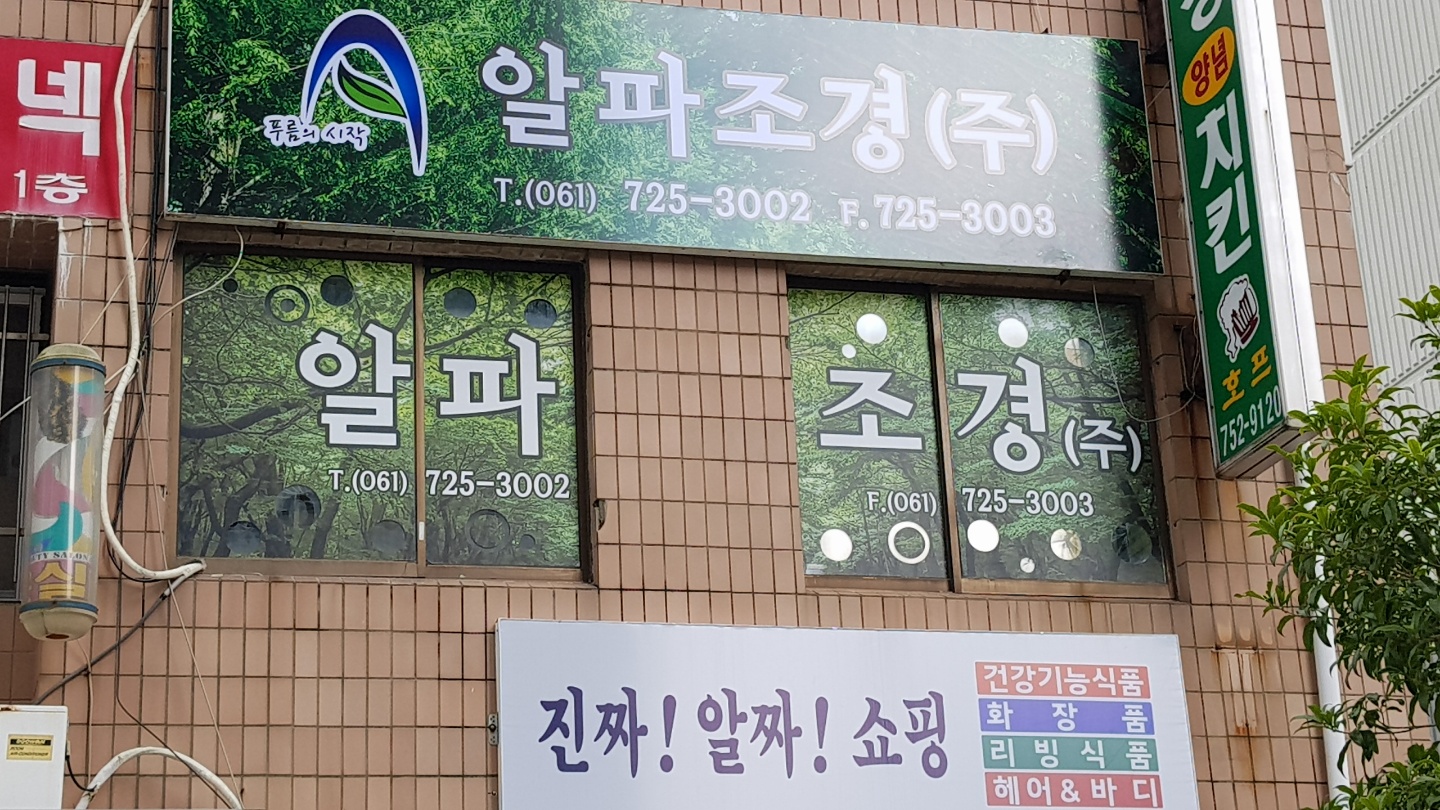 넥
1층
푸름의 시작
알파조경(주)
T.(061) 725-3002 F.725-3003
양념
치킨
호프
752-9120
알파 조경(주)
T.(061) 725-3002
F.(061) 725-3003
진짜! 알짜! 쇼핑
건강기능식품
화장품
리빙식품
헤어&바디